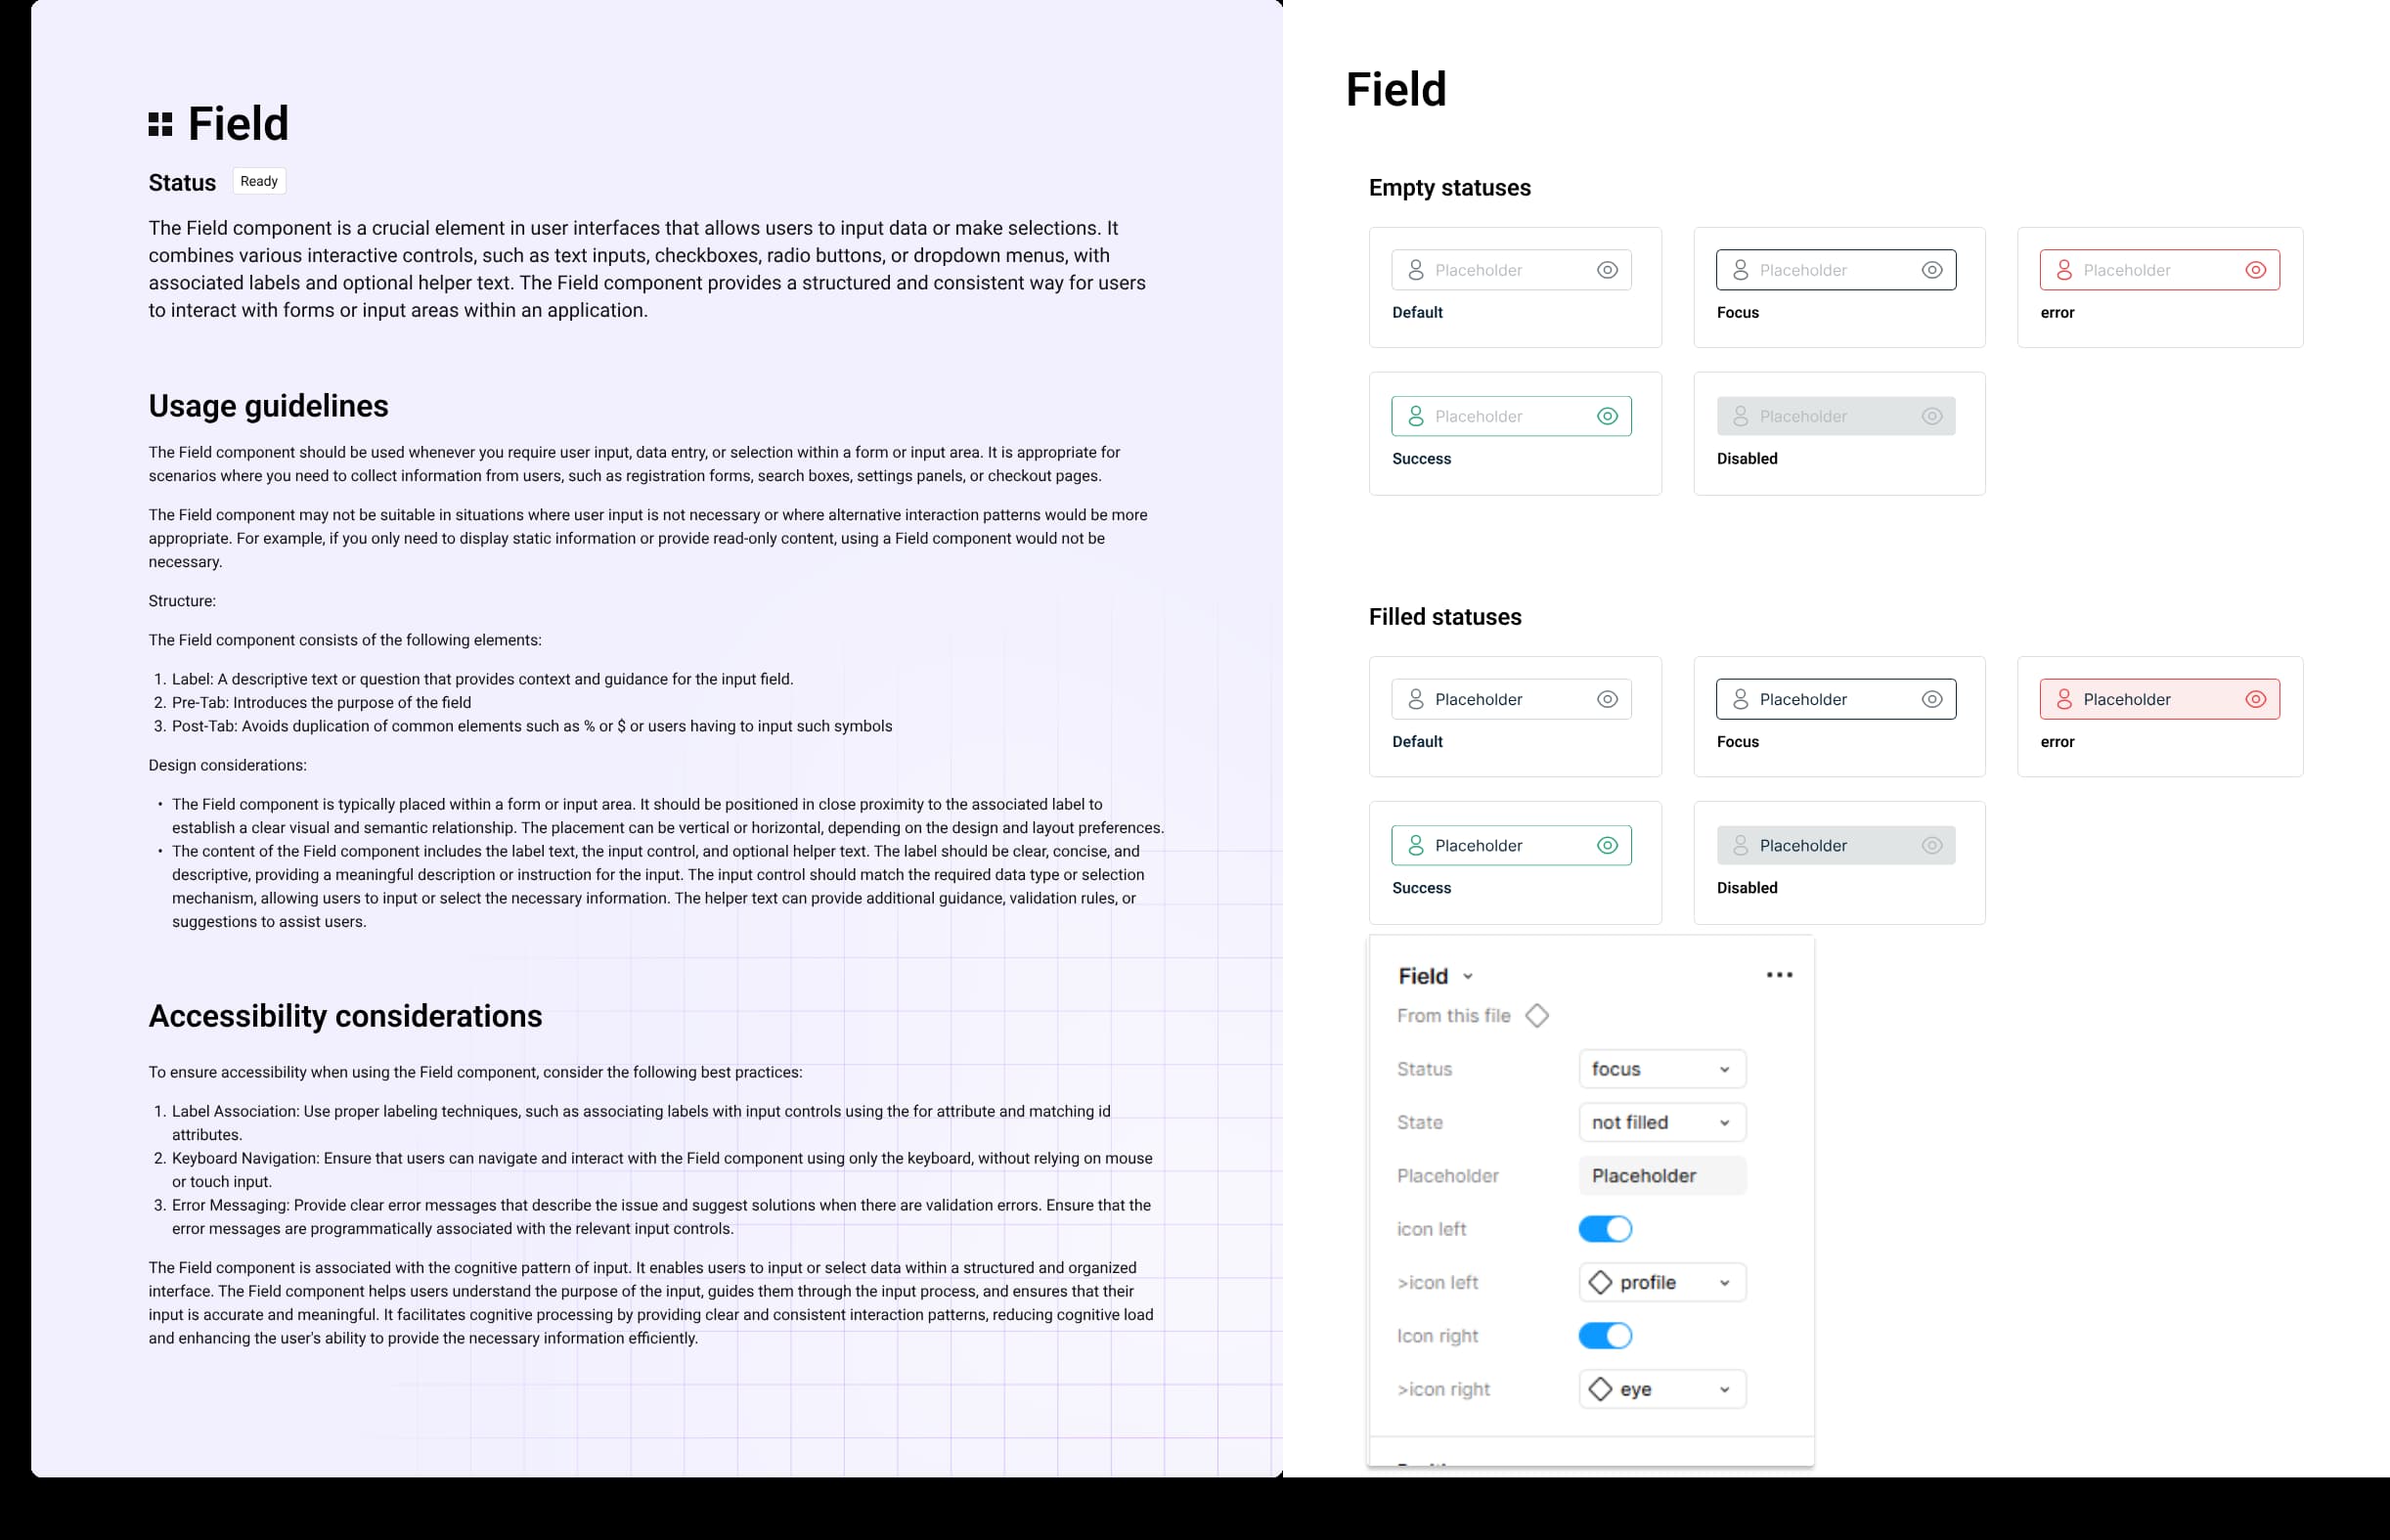 Field
Status Ready
The Field component is a crucial element in user interfaces that allows users to input data or make selections. It
combines various interactive controls, such as text inputs, checkboxes, radio buttons, or dropdown menus, with
associated labels and optional helper text. The Field component provides a structured and consistent way for users
to interact with forms or input areas within an application.
Usage guidelines
The Field component should be used whenever you require user input, data entry, or selection within a form or input area. It is appropriate for
scenarios where you need to collect information from users, such as registration forms, search boxes, settings panels, or checkout pages.
The Field component may not be suitable in situations where user input is not necessary or where alternative interaction patterns would be more
appropriate. For example, if you only need to display static information or provide read-only content, using a Field component would not be
necessary.
Structure:
The Field component consists of the following elements:
1. Label: A descriptive text or question that provides context and guidance for the input field.
2. Pre-Tab: Introduces the purpose of the field
3. Post-Tab: Avoids duplication of common elements such as % or $ or users having to input such symbols
Design considerations:
• The Field component is typically placed within a form or input area. It should be positioned in close proximity to the associated label to
establish a clear visual and semantic relationship. The placement can be vertical or horizontal, depending on the design and layout preferences.
• The content of the Field component includes the label text, the input control, and optional helper text. The label should be clear, concise, and
descriptive, providing a meaningful description or instruction for the input. The input control should match the required data type or selection
mechanism, allowing users to input or select the necessary information. The helper text can provide additional guidance, validation rules, or
suggestions to assist users.
Accessibility considerations
To ensure accessibility when using the Field component, consider the following best practices:
1. Label Association: Use proper labeling techniques, such as associating labels with input controls using the for attribute and matching id
attributes.
2. Keyboard Navigation: Ensure that users can navigate and interact with the Field component using only the keyboard, without relying on mouse
or touch input.
3. Error Messaging: Provide clear error messages that describe the issue and suggest solutions when there are validation errors. Ensure that the
error messages are programmatically associated with the relevant input controls.
The Field component is associated with the cognitive pattern of input. It enables users to input or select data within a structured and organized
interface. The Field component helps users understand the purpose of the input, guides them through the input process, and ensures that their
input is accurate and meaningful. It facilitates cognitive processing by providing clear and consistent interaction patterns, reducing cognitive load
and enhancing the user's ability to provide the necessary information efficiently.
Field
Empty statuses
Placeholder Placeholder Placeholder
Default Focus error
Placeholder Placeholder
Success Disabled
Filled statuses
Placeholder Placeholder Placeholder
Default Focus error
Placeholder Placeholder
Success Disabled
Field
From this file
Status focus
State not filled
Placeholder Placeholder
icon left
>icon left profile
Icon right
>icon right eye